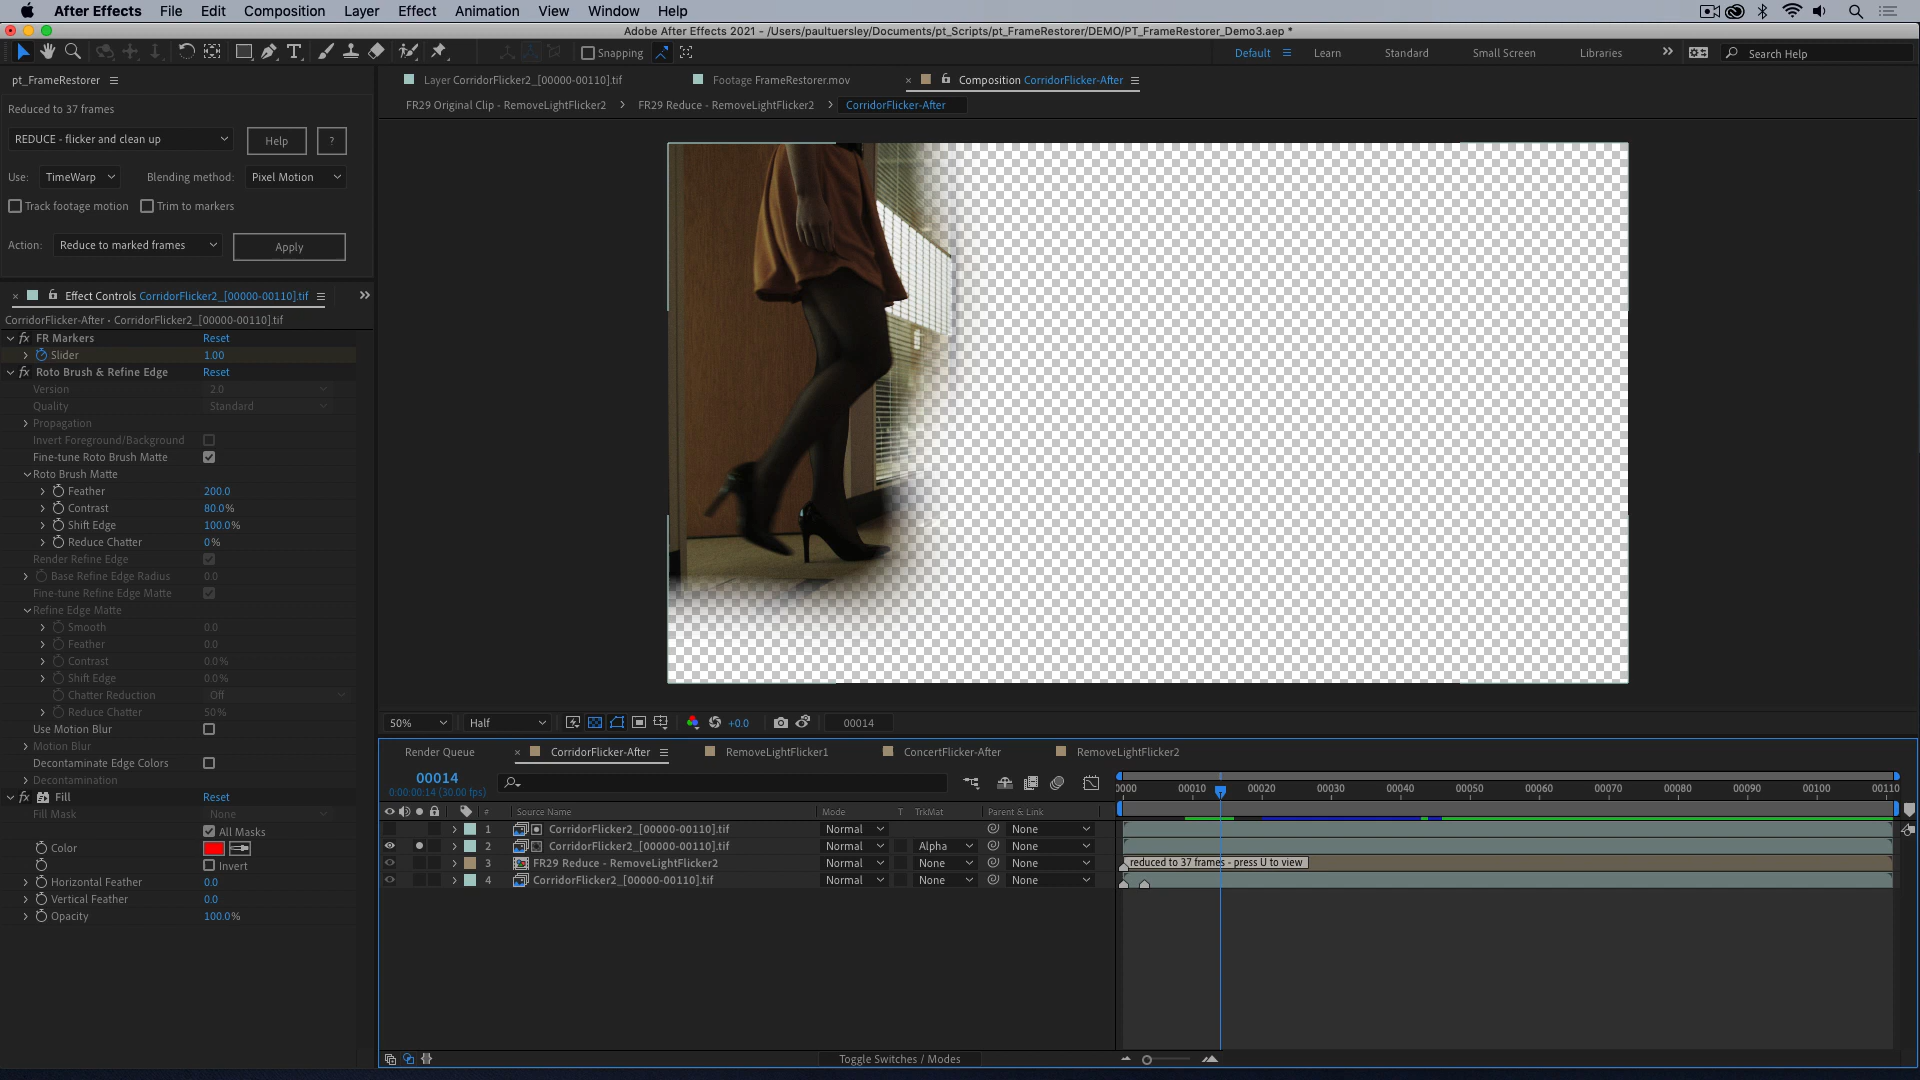 After Effects File Edit Composition Layer Effect Animation View Window Help
Adobe After Effects 2021 - /Users/paultuersley/Documents/pt_Scripts/pt_FrameRestorer/DEMO/PT_FrameRestorer_Demo3.aep *
Snapping Default Learn Standard Small Screen Libraries Search Help
pt_FrameRestorer
Layer CorridorFlicker2_[00000-00110].tif Footage FrameRestorer.mov Composition CorridorFlicker-After
Reduced to 37 frames
FR29 Original Clip - RemoveLightFlicker2 FR29 Reduce - RemoveLightFlicker2 CorridorFlicker-After
REDUCE - flicker and clean up Help ?
Use: TimeWarp Blending method: Pixel Motion
Track footage motion Trim to markers
Action: Reduce to marked frames Apply
Effect Controls CorridorFlicker2_[00000-00110].tif
CorridorFlicker-After • CorridorFlicker2_[00000-00110].tif
fx FR Markers Reset
Slider 1.00
fx Roto Brush & Refine Edge Reset
Version 2.0
Quality Standard
Propagation
Invert Foreground/Background
Fine-tune Roto Brush Matte
Roto Brush Matte
Feather 200.0
Contrast 80.0%
Shift Edge 100.0%
Reduce Chatter 0%
Render Refine Edge
Base Refine Edge Radius 0.0
Fine-tune Refine Edge Matte
Refine Edge Matte
Smooth 0.0
Feather 0.0
Contrast 0.0%
Shift Edge 0.0%
Chatter Reduction Off
Reduce Chatter 50%
Use Motion Blur
Motion Blur
Decontaminate Edge Colors
Decontamination
fx Fill Reset
Fill Mask None
All Masks
Color
Invert
Horizontal Feather 0.0
Vertical Feather 0.0
Opacity 100.0%
50% Half +0.0 00014
Render Queue CorridorFlicker-After RemoveLightFlicker1 ConcertFlicker-After RemoveLightFlicker2
00014
0:00:00:14 (30.00 fps)
0000 00010 00020 00030 00040 00050 00060 00070 00080 00090 00100 00110
# Source Name Mode T TrkMat Parent & Link
1 CorridorFlicker2_[00000-00110].tif Normal None
2 CorridorFlicker2_[00000-00110].tif Normal Alpha None
3 FR29 Reduce - RemoveLightFlicker2 Normal None None reduced to 37 frames - press U to view
4 CorridorFlicker2_[00000-00110].tif Normal None None
Toggle Switches / Modes